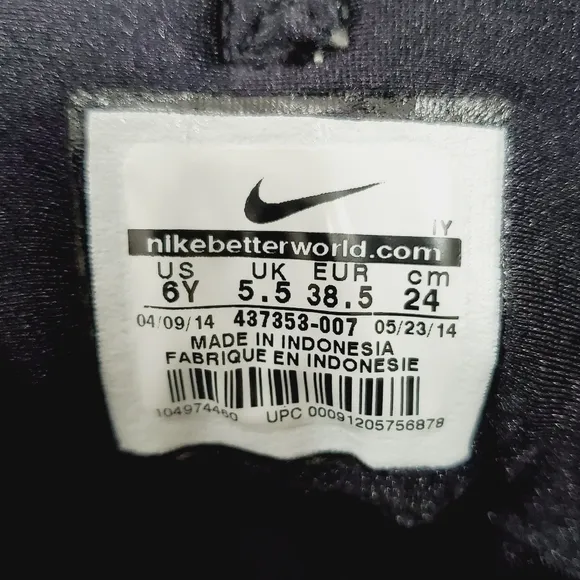 IY
nikebetterworld.com
US UK EUR cm
6Y 5.5 38.5 24
04/09/14 437353-007 05/23/14
MADE IN INDONESIA
FABRIQUE EN INDONESIE
104974460 UPC 00091205756878